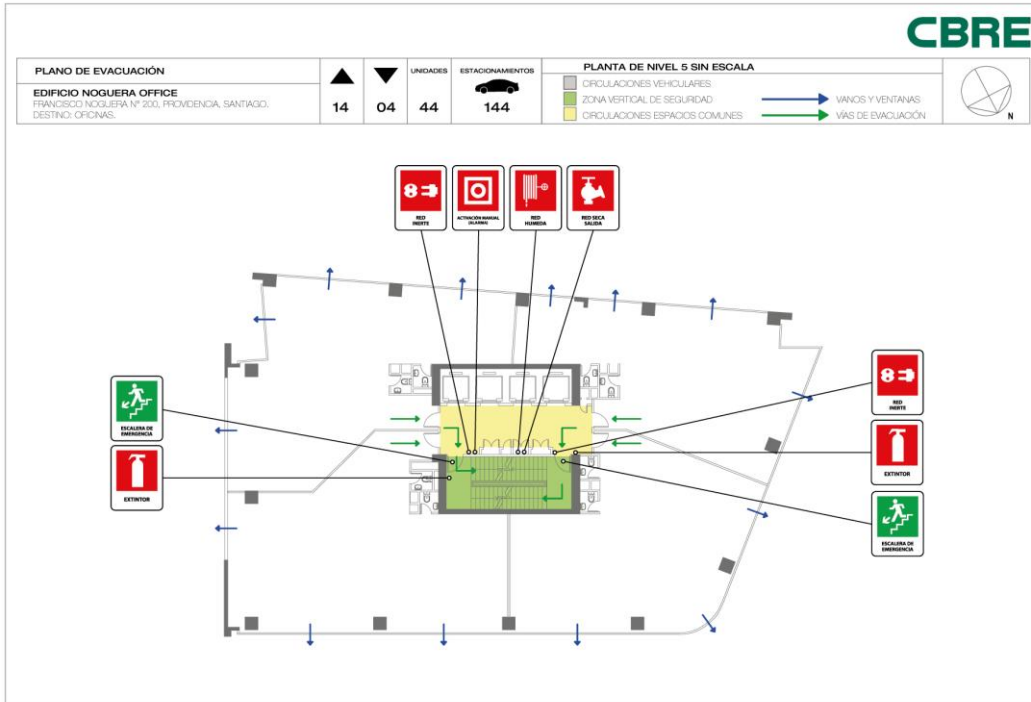 CBRE
PLANO DE EVACUACIÓN
EDIFICIO NOGUERA OFFICE
FRANCISCO NOGUERA N° 200, PROVIDENCIA, SANTIAGO.
DESTINO: OFICINAS.
14
04
UNIDADES
44
ESTACIONAMIENTOS
144
PLANTA DE NIVEL 5 SIN ESCALA
CIRCULACIONES VEHICULARES
ZONA VERTICAL DE SEGURIDAD
CIRCULACIONES ESPACIOS COMUNES
VANOS Y VENTANAS
VÍAS DE EVACUACIÓN
N
RED
INERTE
ACTIVACIÓN MANUAL
(ALARMA)
RED
HUMEDA
RED SECA
SALIDA
ESCALERA DE
EMERGENCIA
EXTINTOR
RED
INERTE
EXTINTOR
ESCALERA DE
EMERGENCIA